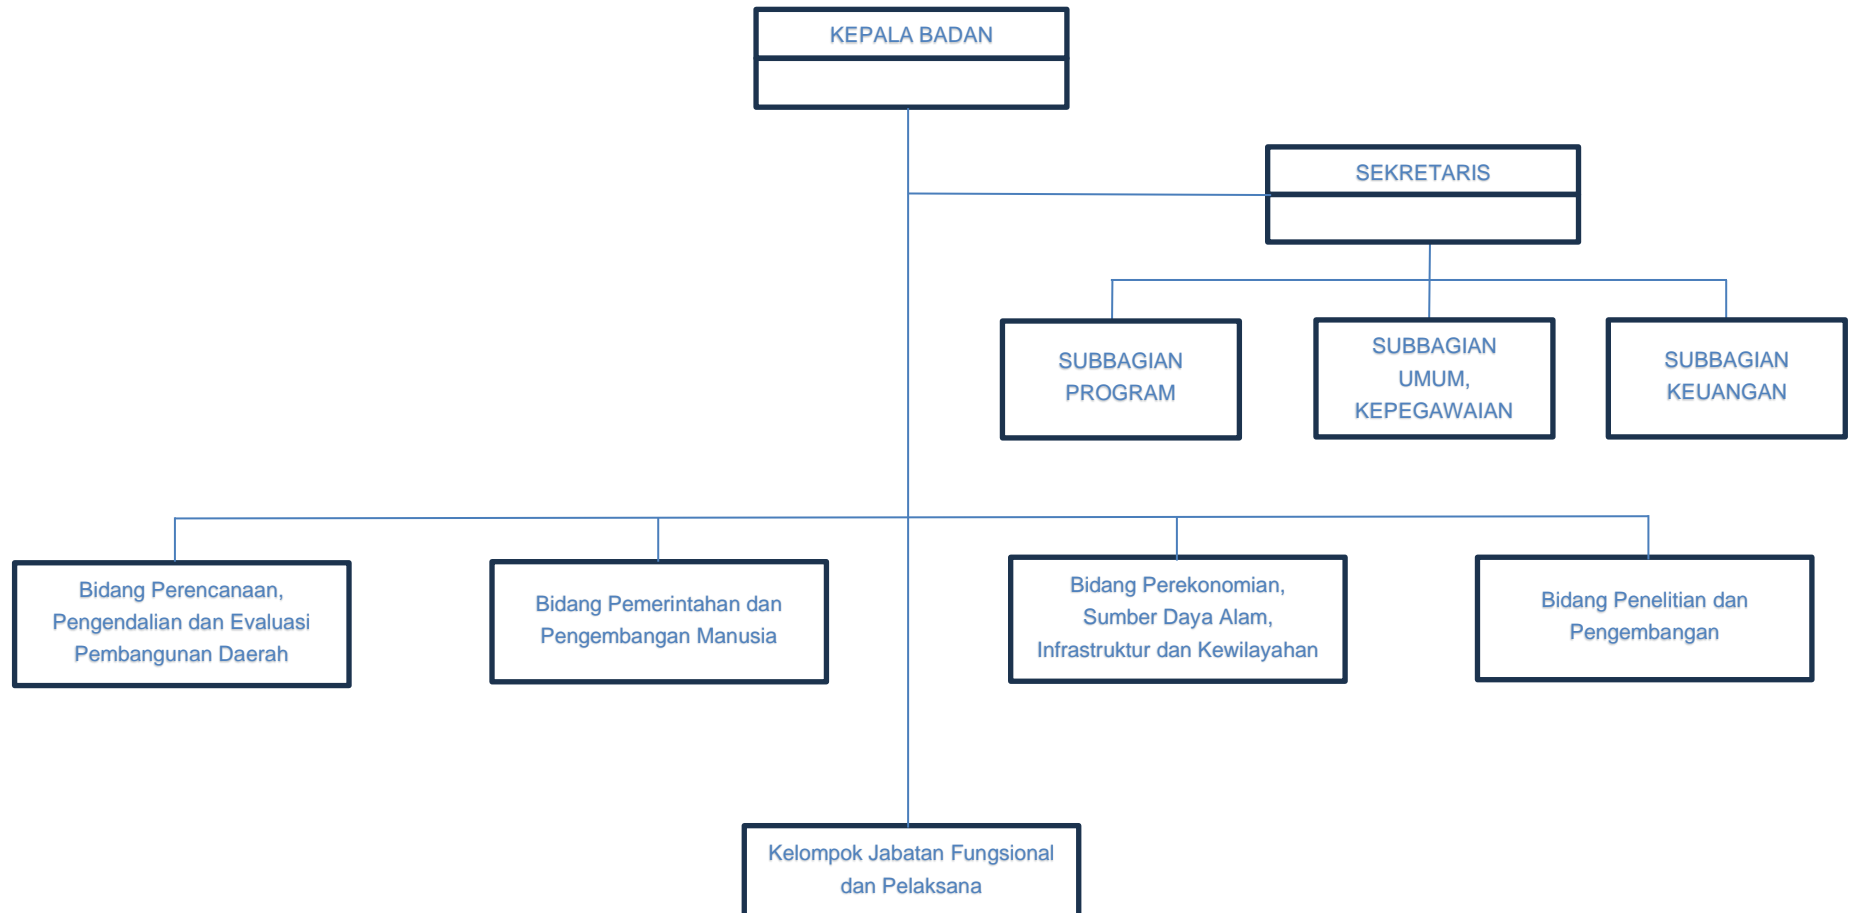 KEPALA BADAN
SEKRETARIS
SUBBAGIAN
PROGRAM
SUBBAGIAN
UMUM,
KEPEGAWAIAN
SUBBAGIAN
KEUANGAN
Bidang Perencanaan,
Pengendalian dan Evaluasi
Pembangunan Daerah
Bidang Pemerintahan dan
Pengembangan Manusia
Bidang Perekonomian,
Sumber Daya Alam,
Infrastruktur dan Kewilayahan
Bidang Penelitian dan
Pengembangan
Kelompok Jabatan Fungsional
dan Pelaksana